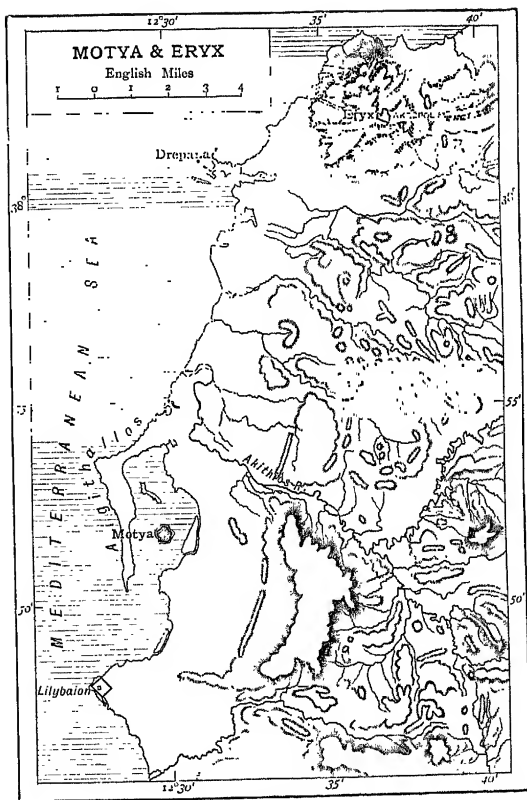 12°30' 35' 40'
MOTYA & ERYX
English Miles
1 0 1 2 3 4
Eryx
Drepana
38°
MEDITERRANEAN SEA
55'
Aigithallos
Akithios R.
Motya
50' 50'
Lilybaion
12°30' 35' 40'